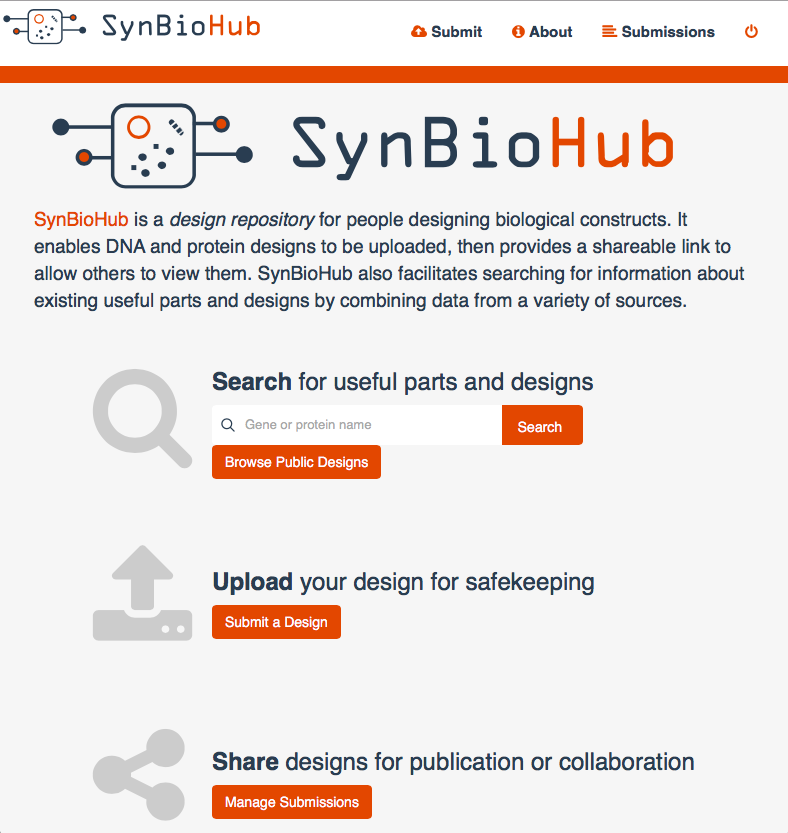 SynBioHub
Submit
About
Submissions
SynBioHub
SynBioHub is a design repository for people designing biological constructs. It
enables DNA and protein designs to be uploaded, then provides a shareable link to
allow others to view them. SynBioHub also facilitates searching for information about
existing useful parts and designs by combining data from a variety of sources.
Search for useful parts and designs
Gene or protein name
Search
Browse Public Designs
Upload your design for safekeeping
Submit a Design
Share designs for publication or collaboration
Manage Submissions